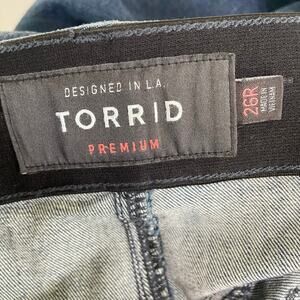 DESIGNED IN L.A.
TORRID
PREMIUM
26R
MADE IN
VIETNAM